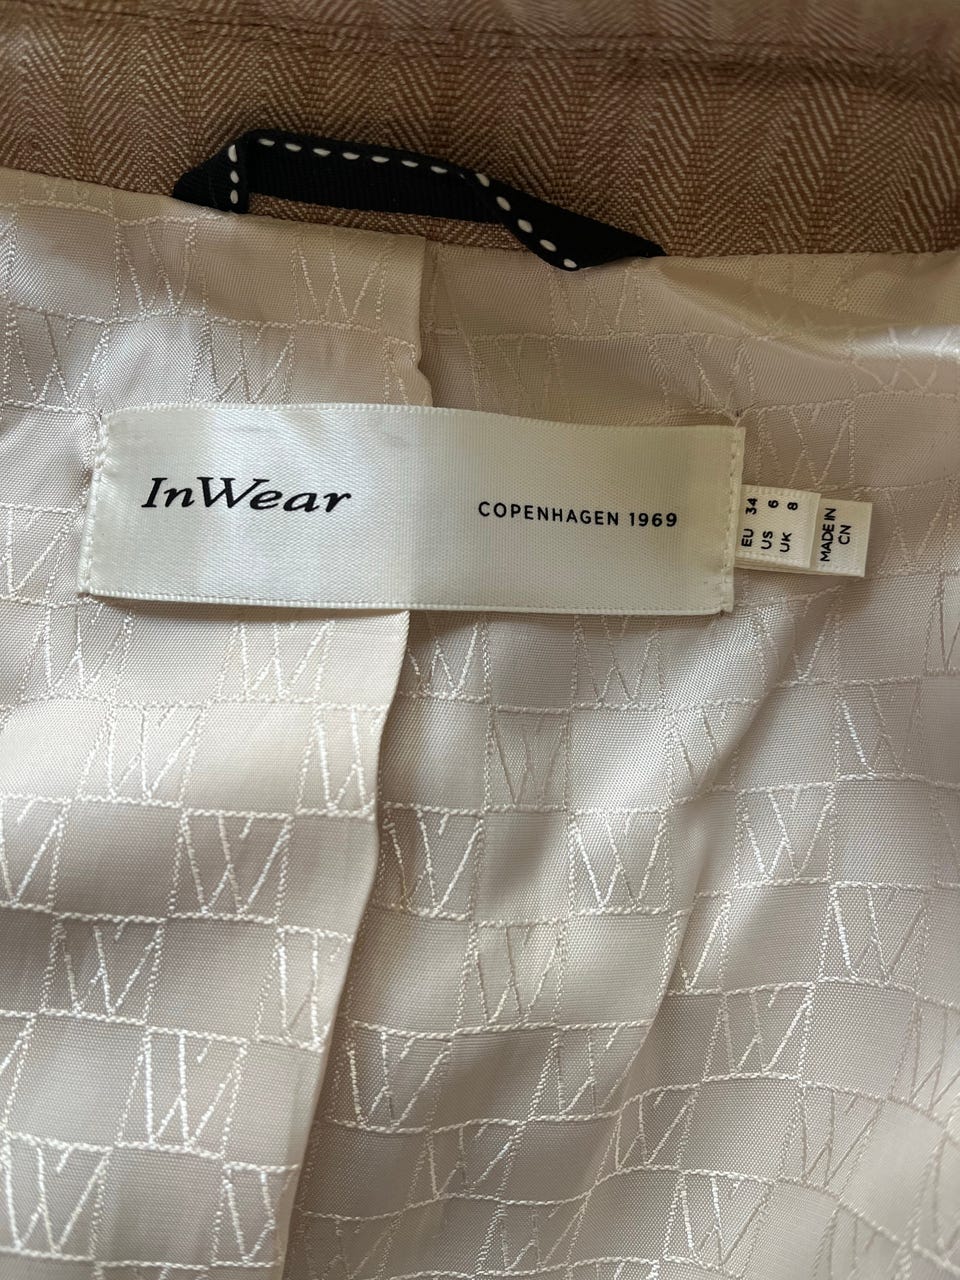 InWear
COPENHAGEN 1969
EU 34
US 6
UK 8
MADE IN
CN